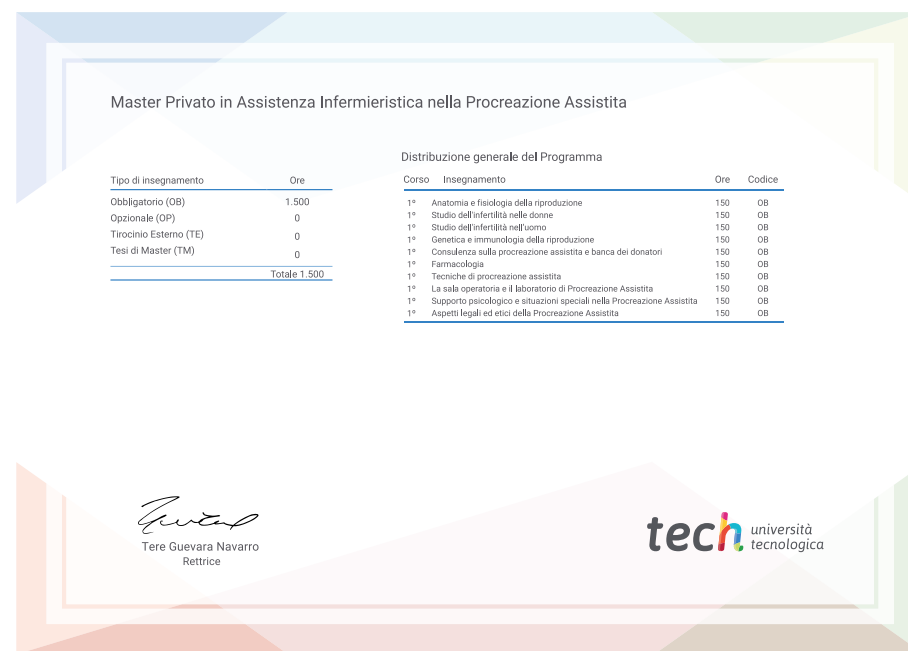 Master Privato in Assistenza Infermieristica nella Procreazione Assistita
Tipo di insegnamento Ore
Obbligatorio (OB) 1.500
Opzionale (OP) 0
Tirocinio Esterno (TE) 0
Tesi di Master (TM) 0
Totale 1.500
Distribuzione generale del Programma
Corso Insegnamento Ore Codice
1º Anatomia e fisiologia della riproduzione 150 OB
1º Studio dell'infertilità nelle donne 150 OB
1º Studio dell'infertilità nell'uomo 150 OB
1º Genetica e immunologia della riproduzione 150 OB
1º Consulenza sulla procreazione assistita e banca dei donatori 150 OB
1º Farmacologia 150 OB
1º Tecniche di procreazione assistita 150 OB
1º La sala operatoria e il laboratorio di Procreazione Assistita 150 OB
1º Supporto psicologico e situazioni speciali nella Procreazione Assistita 150 OB
1º Aspetti legali ed etici della Procreazione Assistita 150 OB
Tere Guevara Navarro
Rettrice
tech università
tecnologica